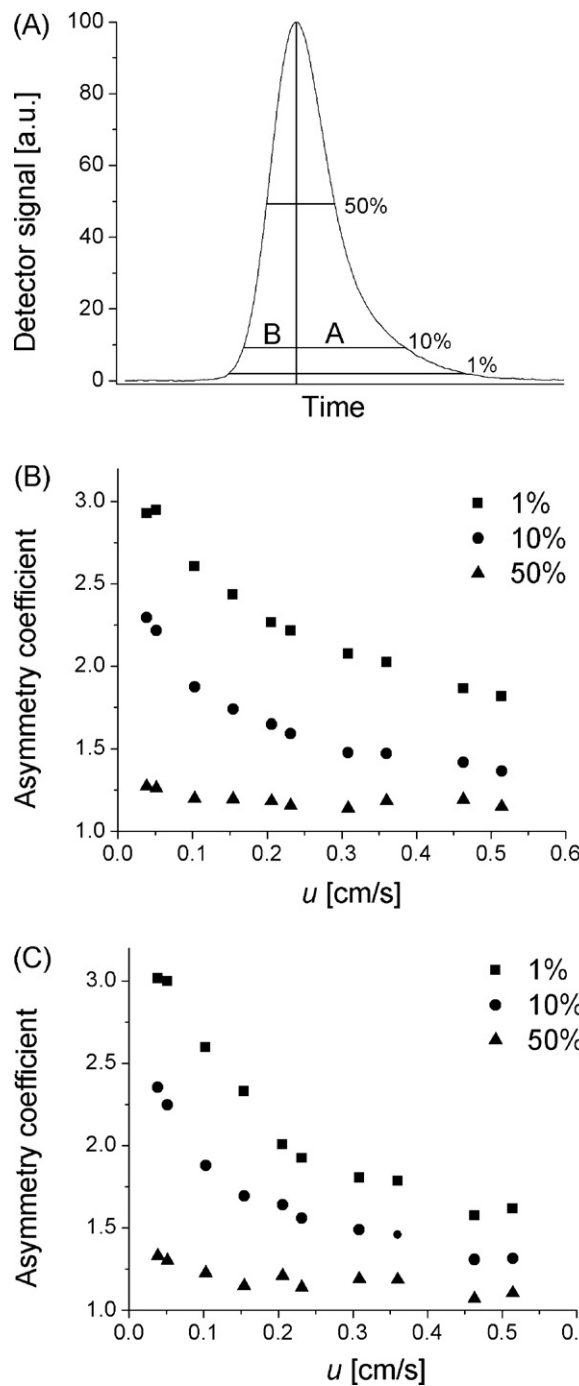 (A)
Detector signal [a.u.]
100
80
60
40
20
0
50%
B A
10%
1%
Time
(B)
Asymmetry coefficient
3.0
2.5
2.0
1.5
1.0
1%
10%
50%
0.0 0.1 0.2 0.3 0.4 0.5 0.6
u [cm/s]
(C)
Asymmetry coefficient
3.0
2.5
2.0
1.5
1.0
1%
10%
50%
0.0 0.1 0.2 0.3 0.4 0.5 0.
u [cm/s]